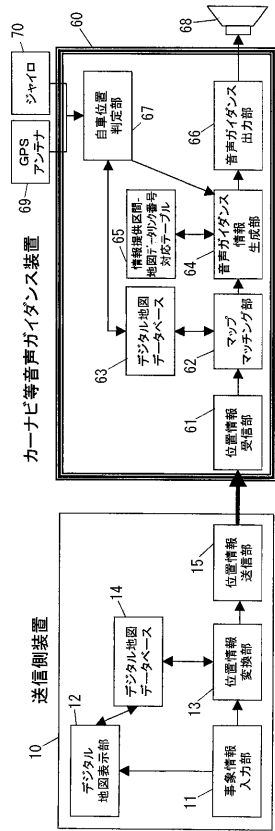 送信側装置
10
12
デジタル
地図表示部
14
デジタル地図
データベース
11
事象情報
入力部
13
位置情報
変換部
15
位置情報
送信部
カーナビ等音声ガイダンス装置
60
69
GPS
アンテナ
70
ジャイロ
自車位置
判定部
67
63
デジタル地図
データベース
65
情報提供区間-
地図データリンク番号
対応テーブル
61
位置情報
受信部
62
マップ
マッチング部
64
音声ガイダンス
情報
生成部
66
音声ガイダンス
出力部
68